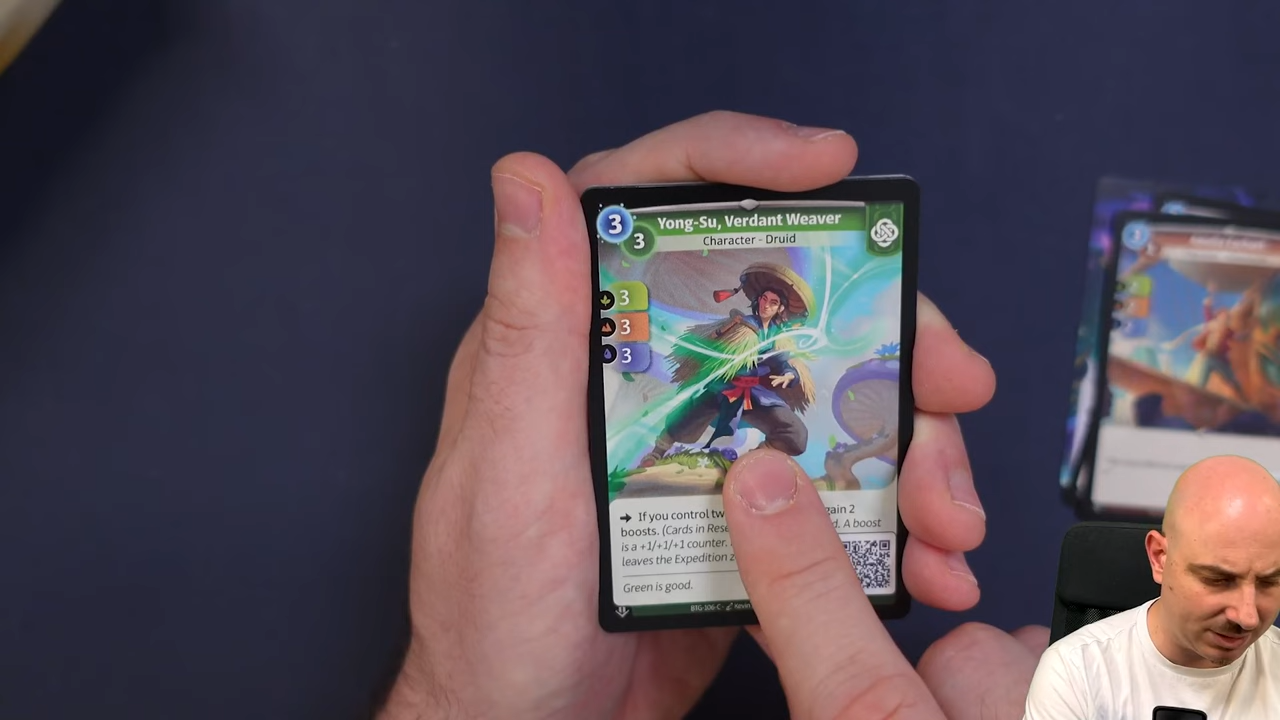 3
Yong-Su, Verdant Weaver
3
Character - Druid
3
3
3
If you control tw gain 2
boosts. (Cards in Rese d. A boost
is a +1/+1/+1 counter.
leaves the Expedition z
Green is good.
BTG-106-C - Kevin